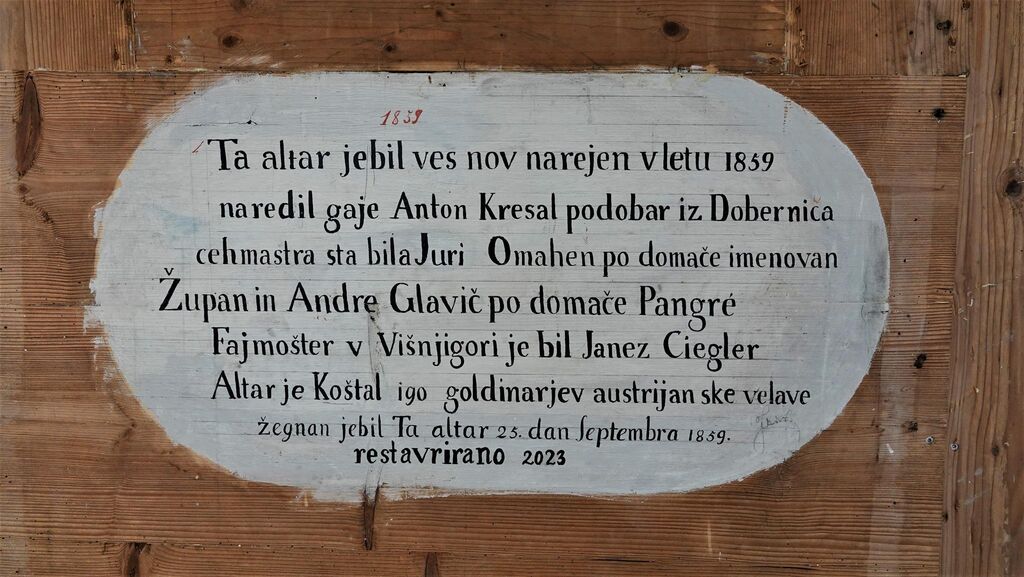 1859
Ta altar jebil ves nov narejen v letu 1859
naredil gaje Anton Kresal podobar iz Dobernica
cehmastra sta bila Juri Omahen po domače imenovan
Župan in Andre Glavič po domače Pangré
Fajmošter v Višnjigori je bil Janez Ciegler
Altar je Koštal 190 goldinarjev austrijan ske velave
žegnan jebil Ta altar 25. dan Septembra 1859.
restavrirano 2023